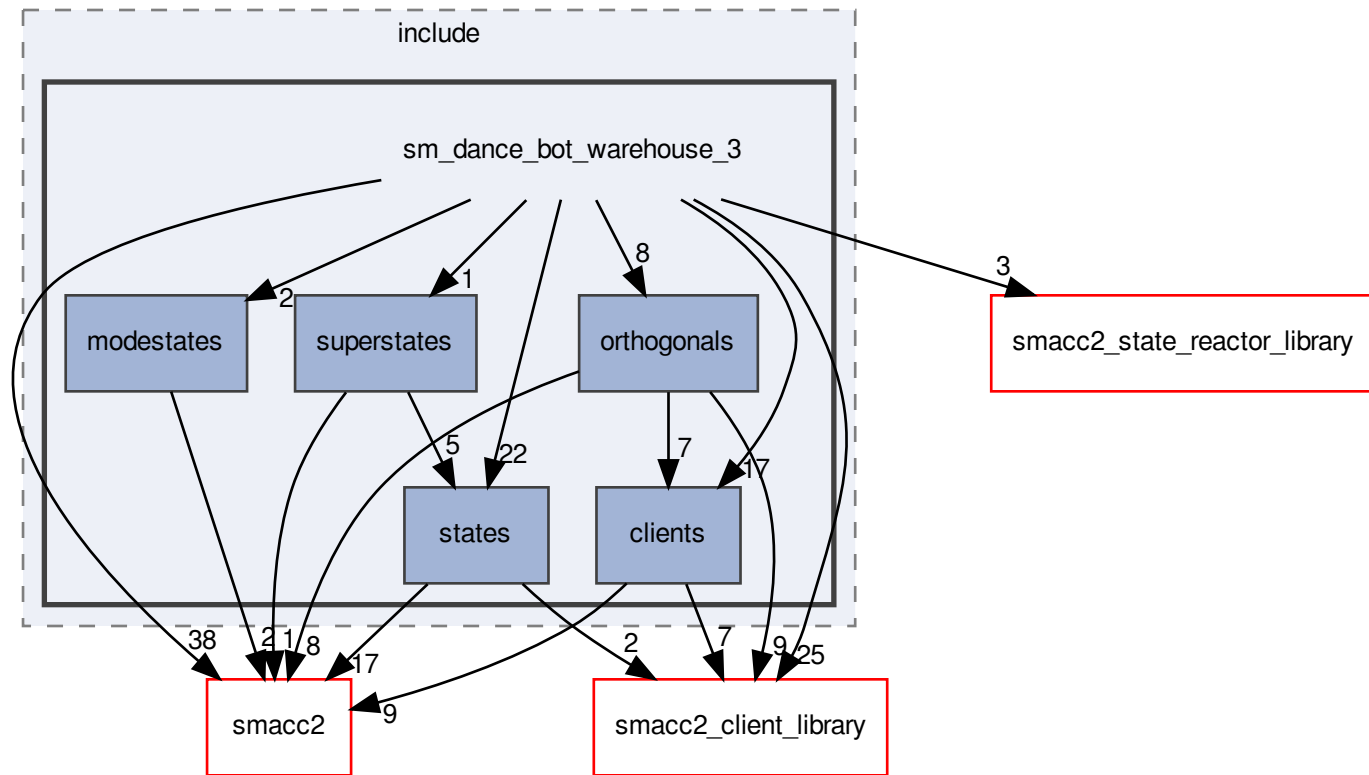 include
sm_dance_bot_warehouse_3
8
3
2
1
modestates
superstates
orthogonals
smacc2_state_reactor_library
5
22
7
17
states
clients
38
2
1
8
17
2
7
9
25
9
smacc2
smacc2_client_library